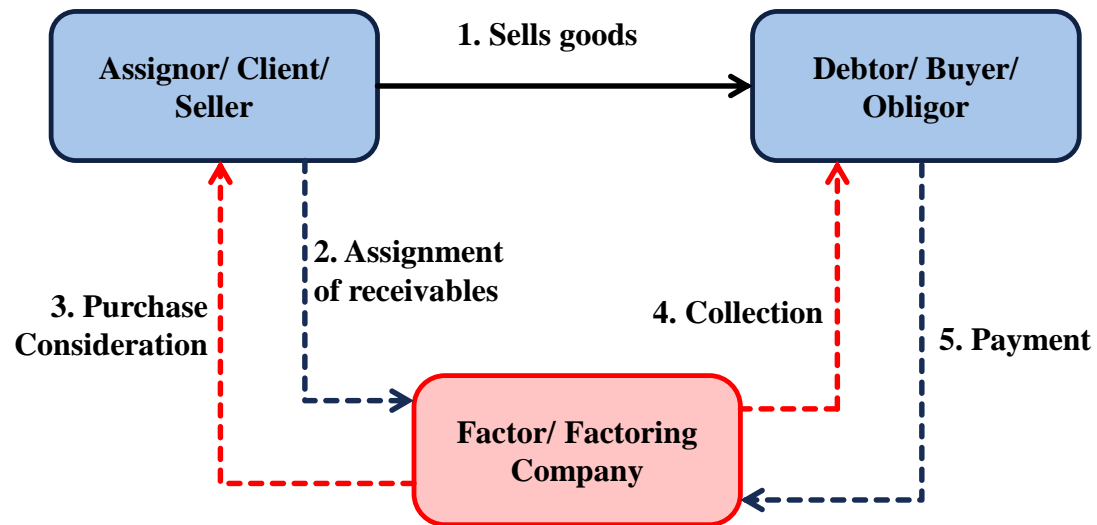 1. Sells goods
Assignor/ Client/
Seller
Debtor/ Buyer/
Obligor
2. Assignment
of receivables
3. Purchase
Consideration
4. Collection
5. Payment
Factor/ Factoring
Company